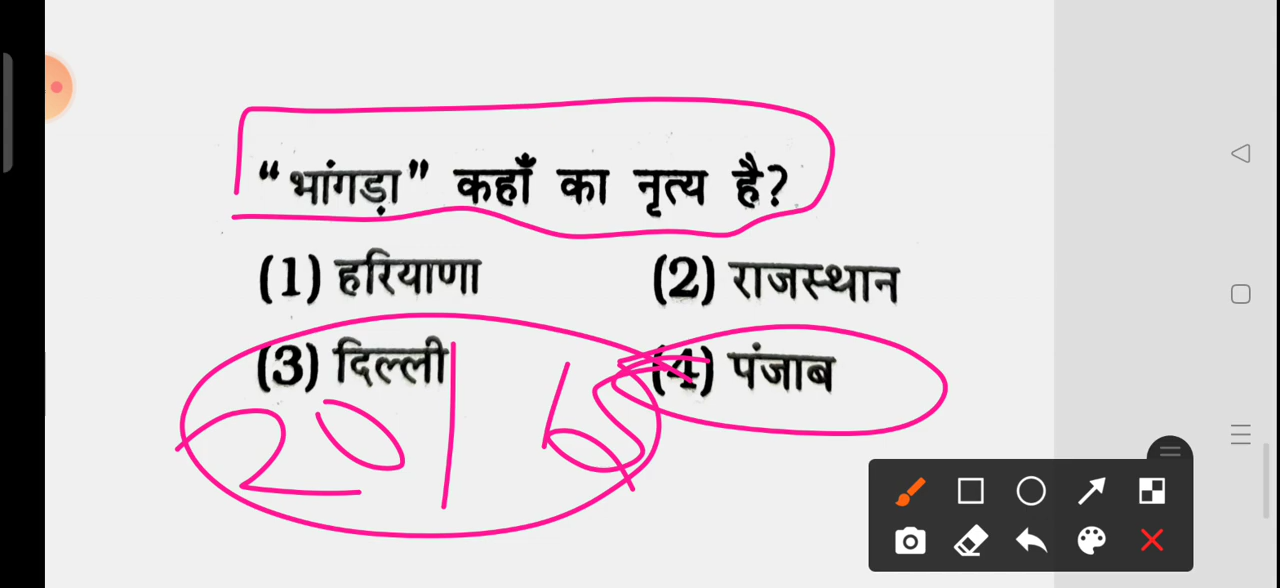 “भांगड़ा” कहाँ का नृत्य है?
(1) हरियाणा (2) राजस्थान
(3) दिल्ली (4) पंजाब